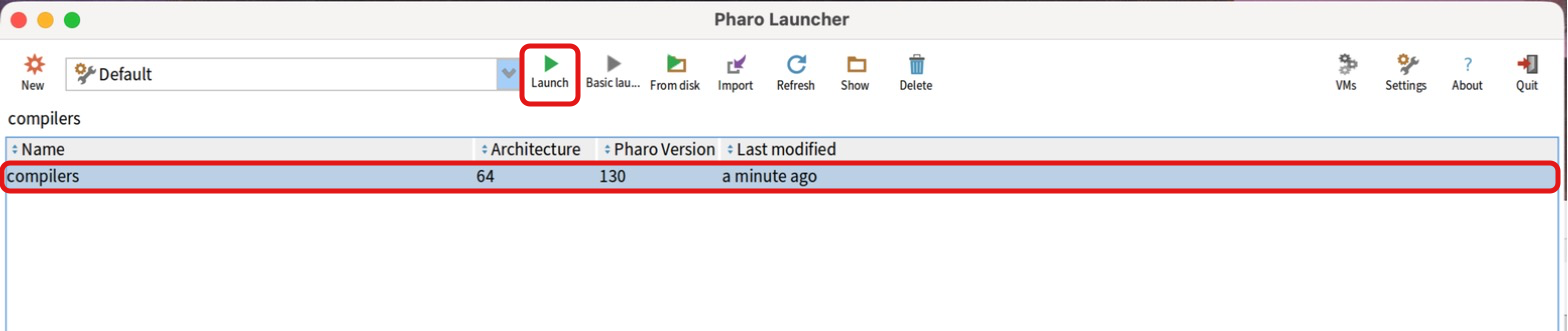 Pharo Launcher
New Default Launch Basic lau... From disk Import Refresh Show Delete VMs Settings ? About Quit
compilers
Name Architecture Pharo Version Last modified
compilers 64 130 a minute ago